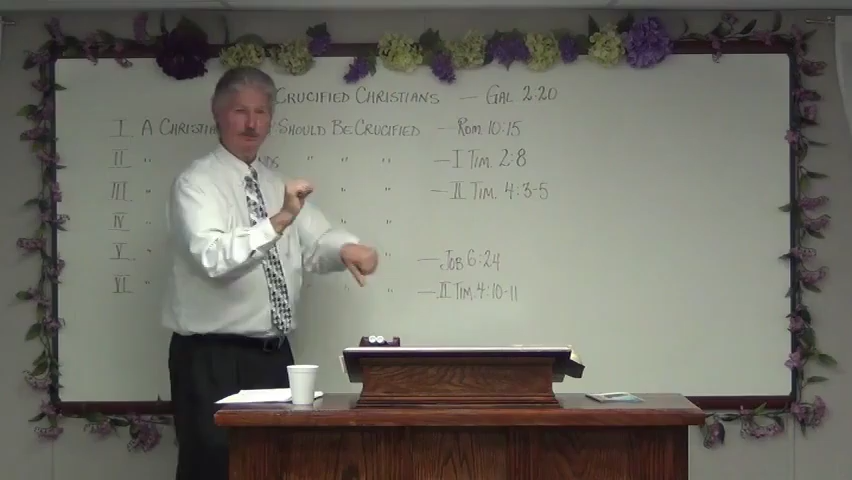 CRUCIFIED CHRISTIANS — GAL 2:20
I A CHRISTIAN SHOULD BE CRUCIFIED — ROM 10:15
II " " " " — I TIM. 2:8
III " " " — II TIM. 4:3-5
IV " "
V " " — JOB 6:24
VI " " — II TIM. 4:10-11